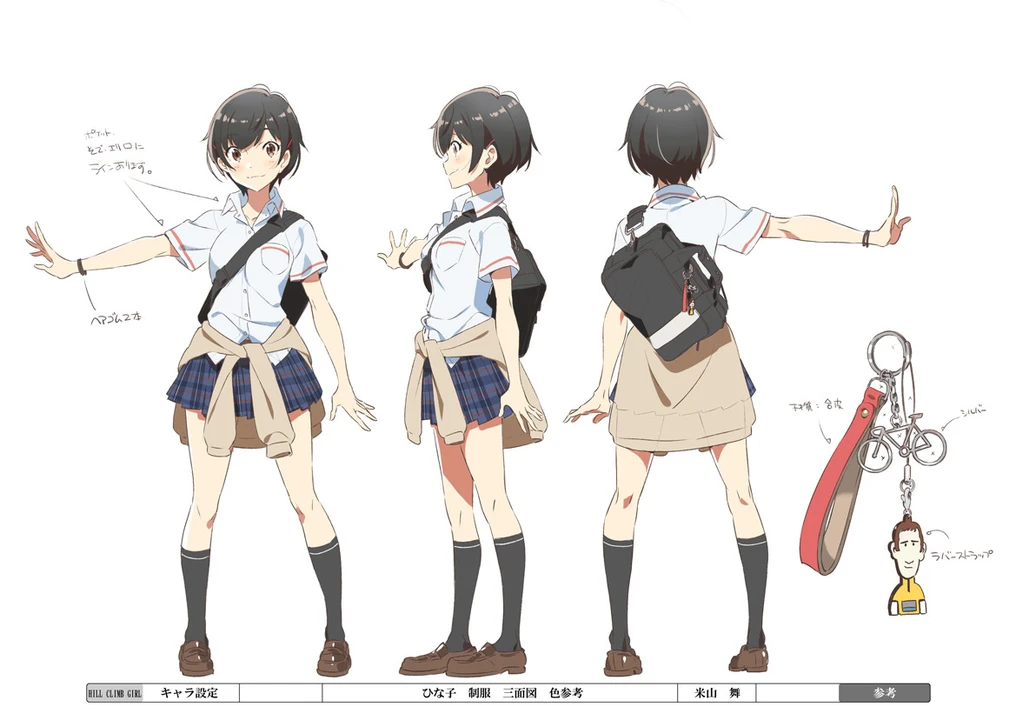 ポケット、
そで、エリ口に
ラインあります。
ヘアゴム2本
材質：合皮
シルバー
ラバーストラップ
HILL CLIMB GIRL
キャラ設定
ひな子　制服　三面図　色参考
米山　舞
参考